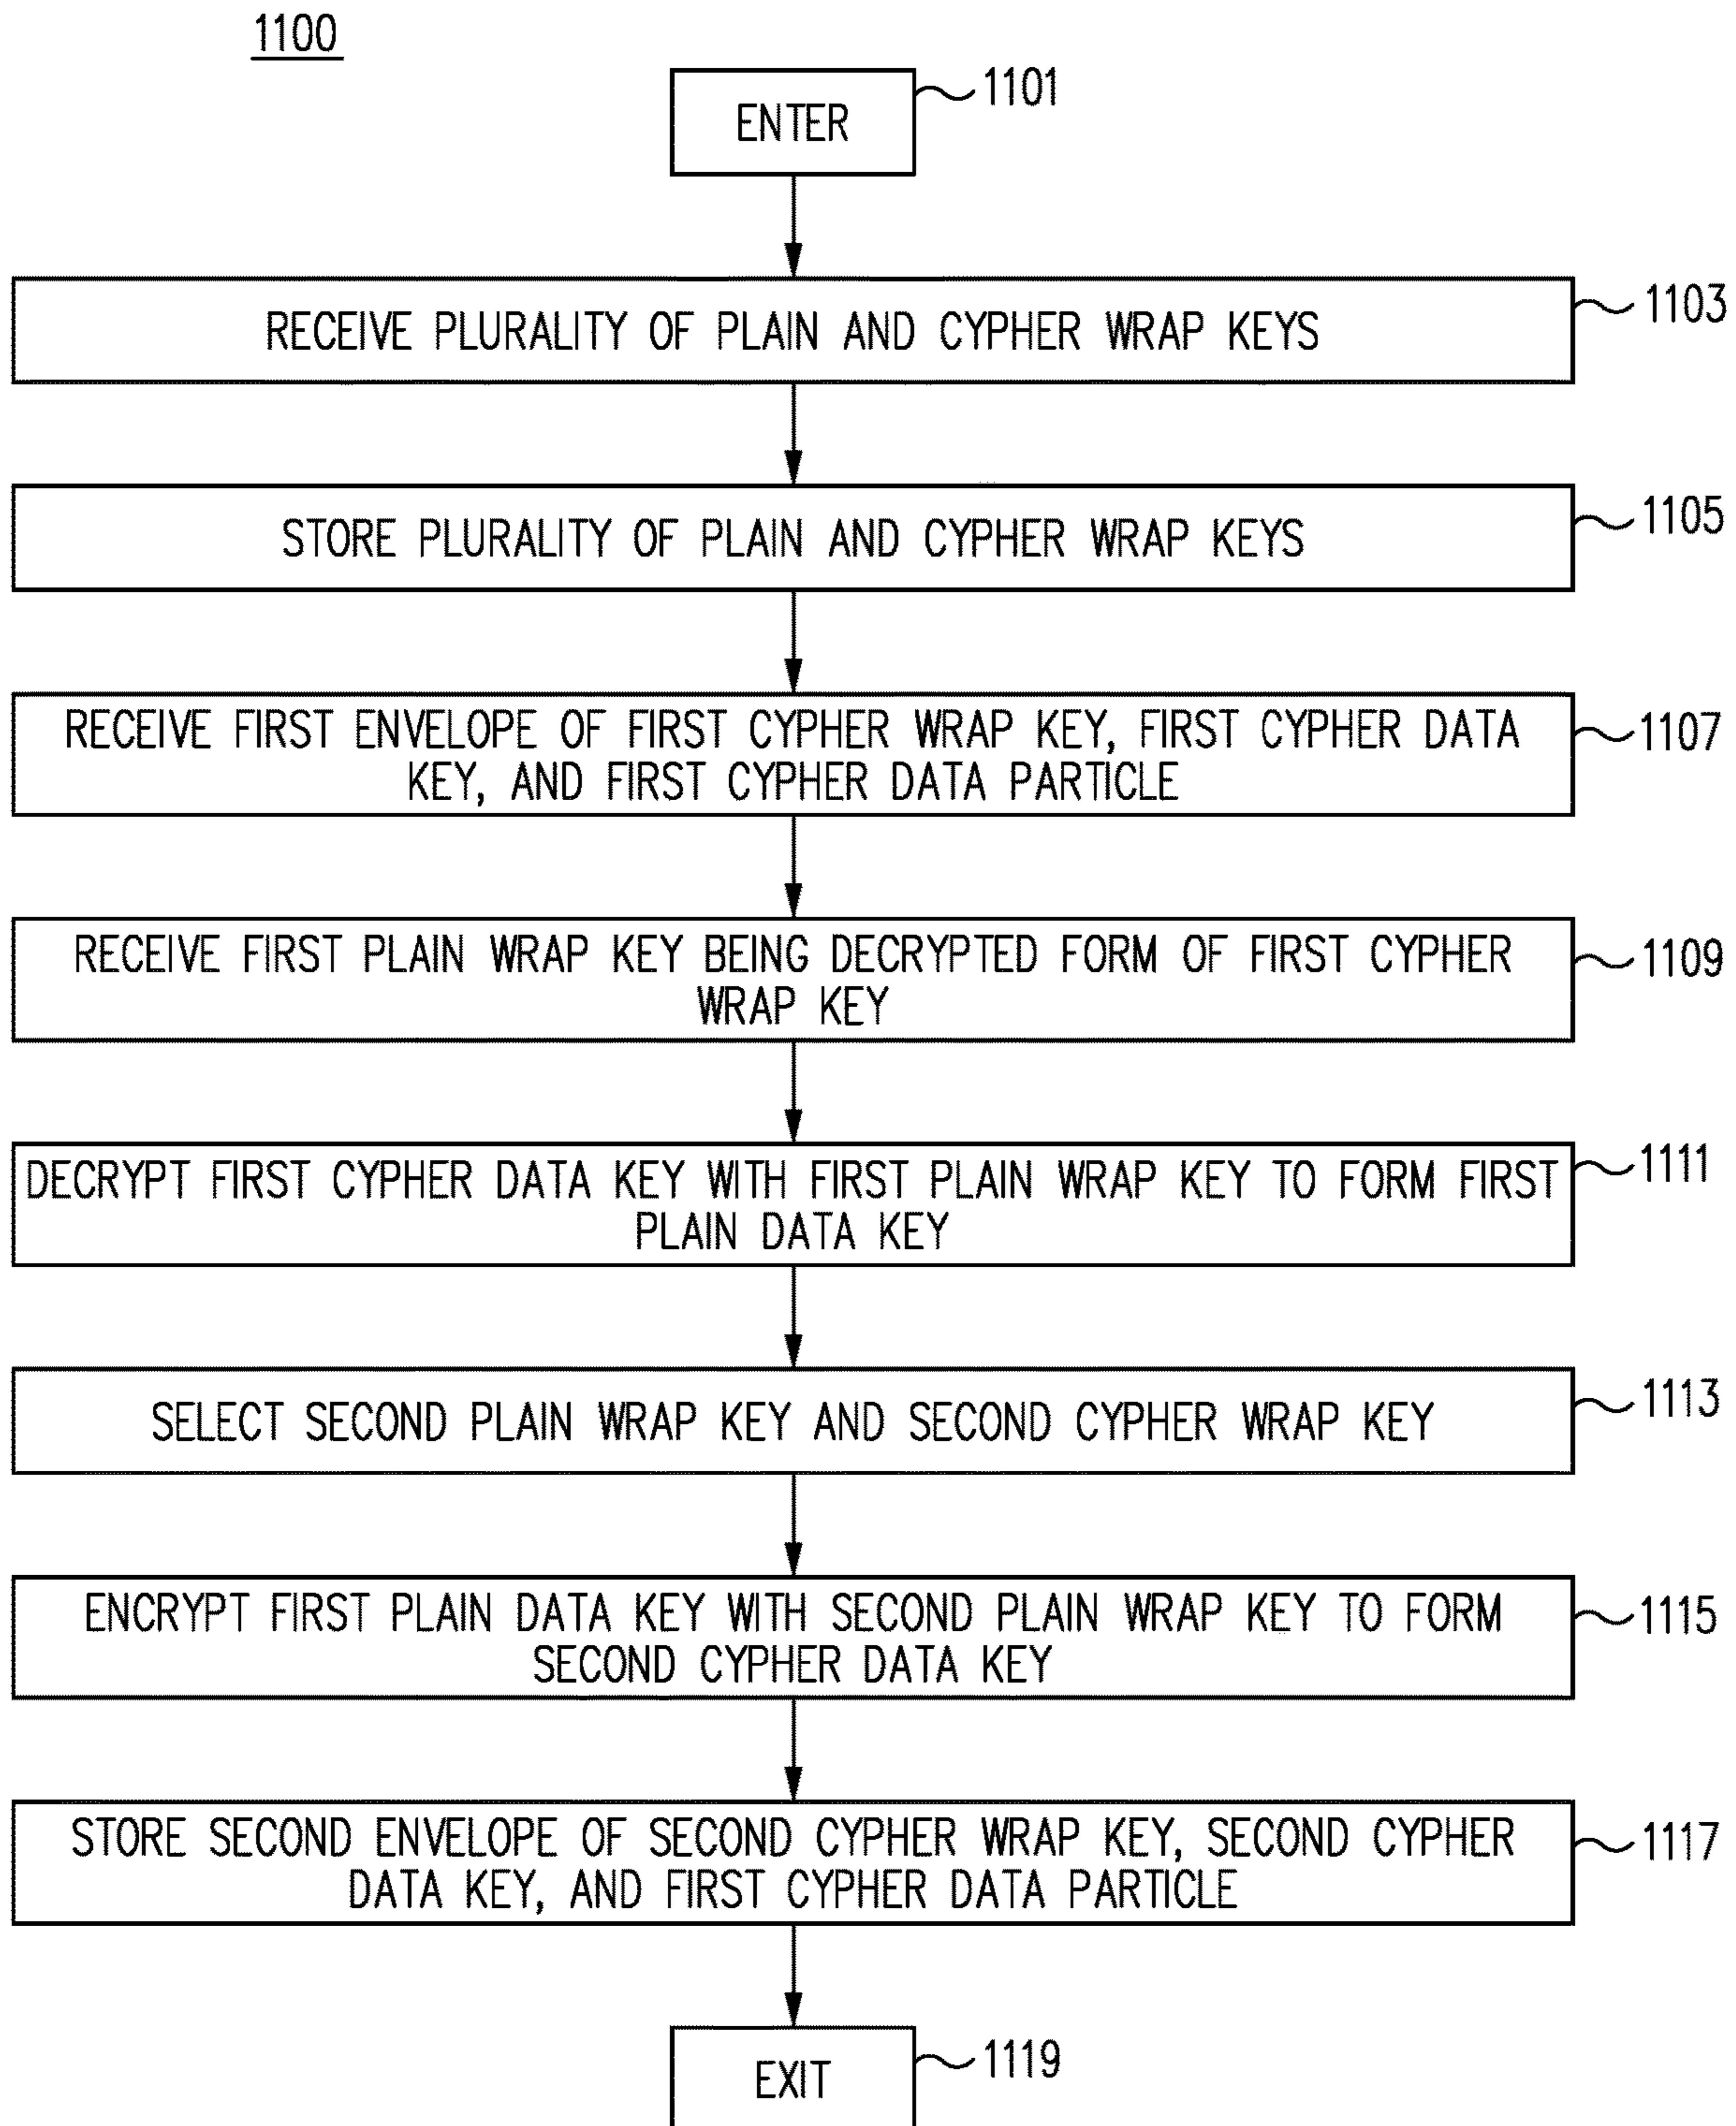 1100
ENTER
1101
RECEIVE PLURALITY OF PLAIN AND CYPHER WRAP KEYS
1103
STORE PLURALITY OF PLAIN AND CYPHER WRAP KEYS
1105
RECEIVE FIRST ENVELOPE OF FIRST CYPHER WRAP KEY, FIRST CYPHER DATA
KEY, AND FIRST CYPHER DATA PARTICLE
1107
RECEIVE FIRST PLAIN WRAP KEY BEING DECRYPTED FORM OF FIRST CYPHER
WRAP KEY
1109
DECRYPT FIRST CYPHER DATA KEY WITH FIRST PLAIN WRAP KEY TO FORM FIRST
PLAIN DATA KEY
1111
SELECT SECOND PLAIN WRAP KEY AND SECOND CYPHER WRAP KEY
1113
ENCRYPT FIRST PLAIN DATA KEY WITH SECOND PLAIN WRAP KEY TO FORM
SECOND CYPHER DATA KEY
1115
STORE SECOND ENVELOPE OF SECOND CYPHER WRAP KEY, SECOND CYPHER
DATA KEY, AND FIRST CYPHER DATA PARTICLE
1117
EXIT
1119